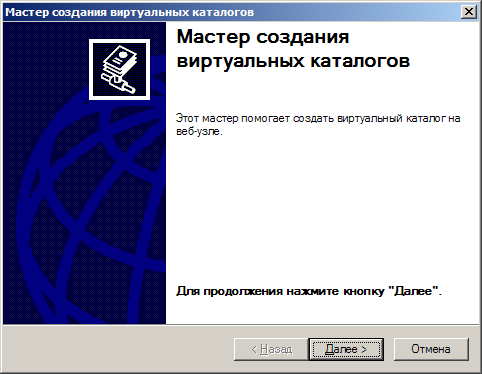 Мастер создания виртуальных каталогов
Мастер создания
виртуальных каталогов
Этот мастер помогает создать виртуальный каталог на
веб-узле.
Для продолжения нажмите кнопку "Далее".
< Назад
Далее >
Отмена